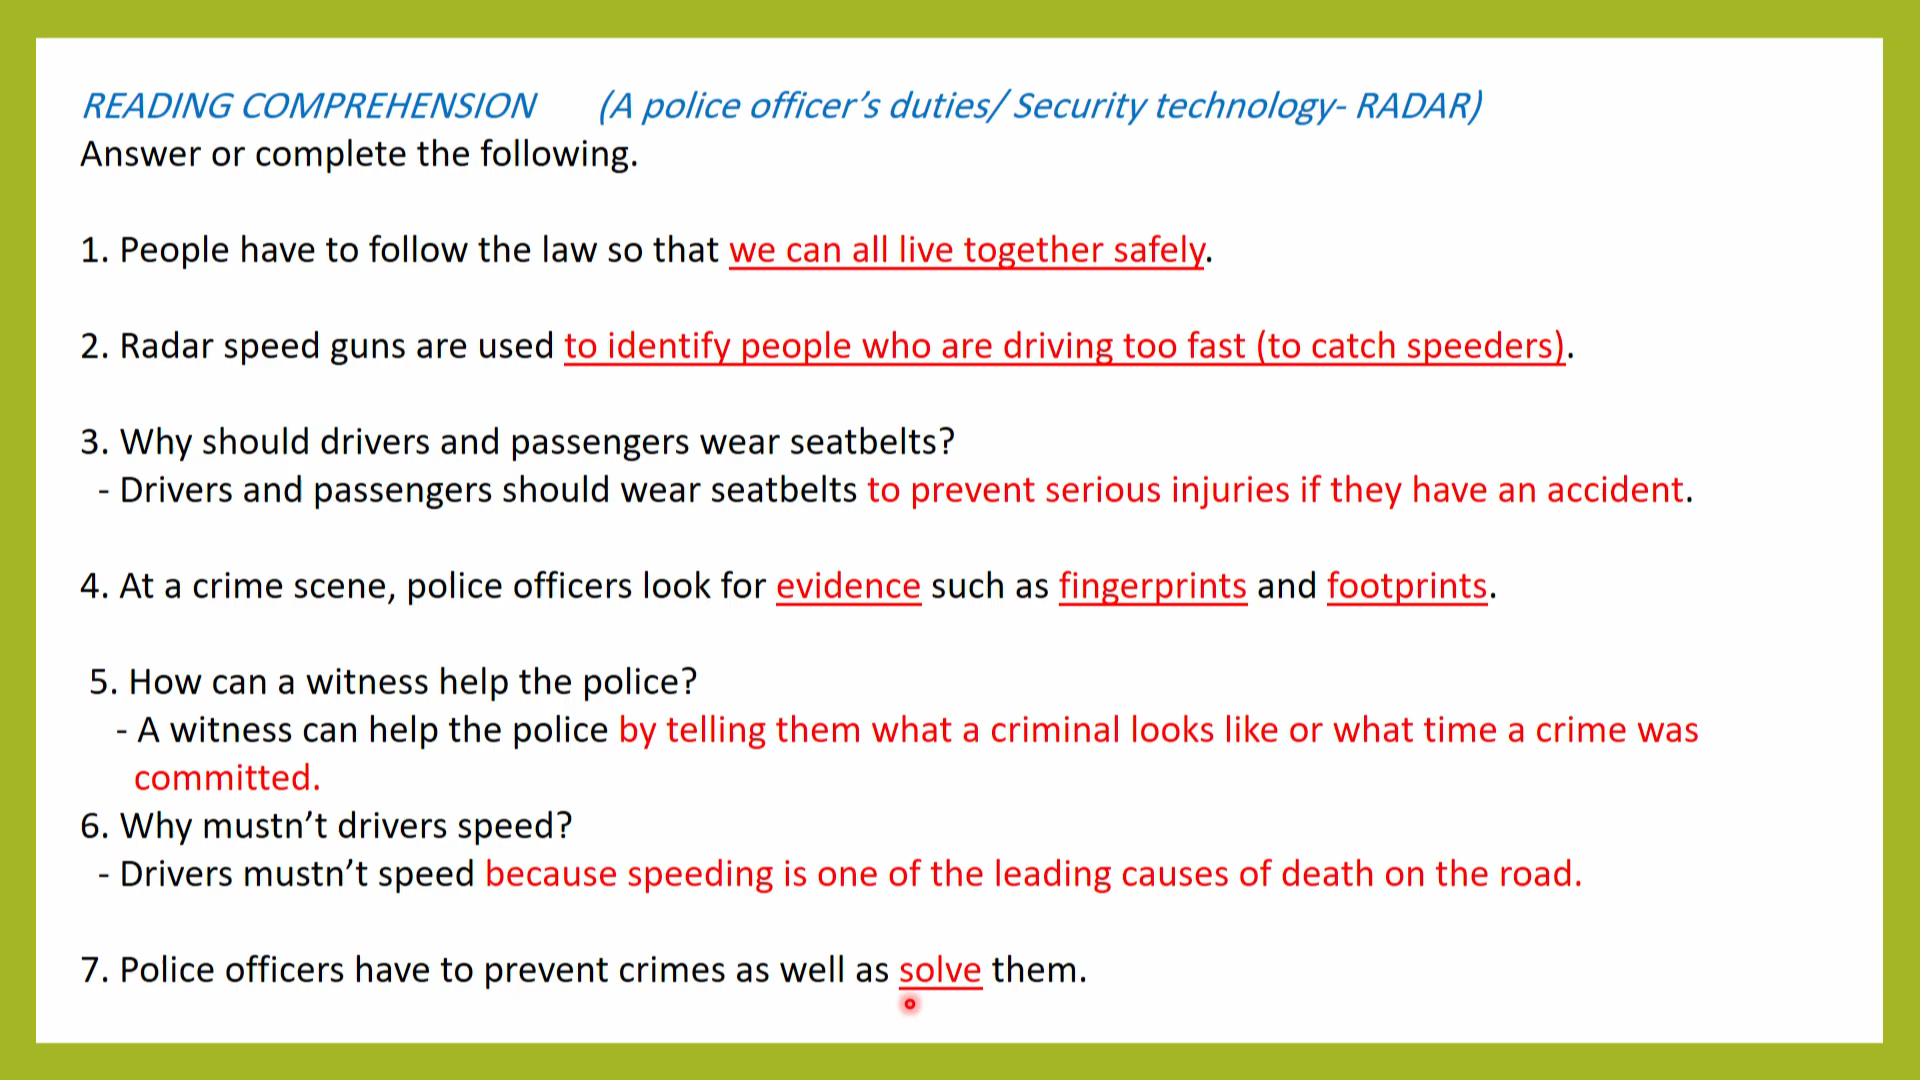 READING COMPREHENSION (A police officer’s duties/ Security technology- RADAR)
Answer or complete the following.
1. People have to follow the law so that we can all live together safely.
2. Radar speed guns are used to identify people who are driving too fast (to catch speeders).
3. Why should drivers and passengers wear seatbelts?
- Drivers and passengers should wear seatbelts to prevent serious injuries if they have an accident.
4. At a crime scene, police officers look for evidence such as fingerprints and footprints.
5. How can a witness help the police?
- A witness can help the police by telling them what a criminal looks like or what time a crime was
committed.
6. Why mustn’t drivers speed?
- Drivers mustn’t speed because speeding is one of the leading causes of death on the road.
7. Police officers have to prevent crimes as well as solve them.